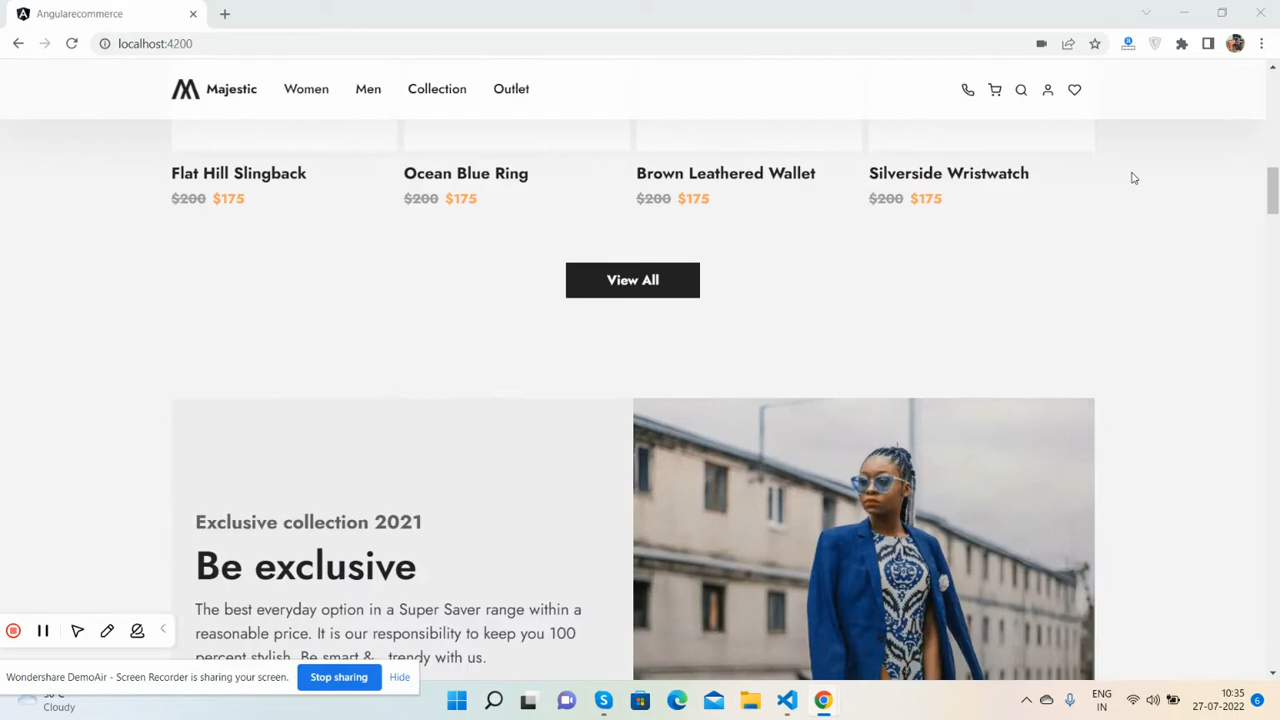 Angularecommerce
localhost:4200
Majestic Women Men Collection Outlet
Flat Hill Slingback Ocean Blue Ring Brown Leathered Wallet Silverside Wristwatch
$200 $175 $200 $175 $200 $175 $200 $175
View All
Exclusive collection 2021
Be exclusive
The best everyday option in a Super Saver range within a
reasonable price. It is our responsibility to keep you 100
percent stylish. Be smart & trendy with us.
Wondershare DemoAir - Screen Recorder is sharing your screen. Stop sharing Hide
Cloudy
ENG
IN
10:35
27-07-2022
6